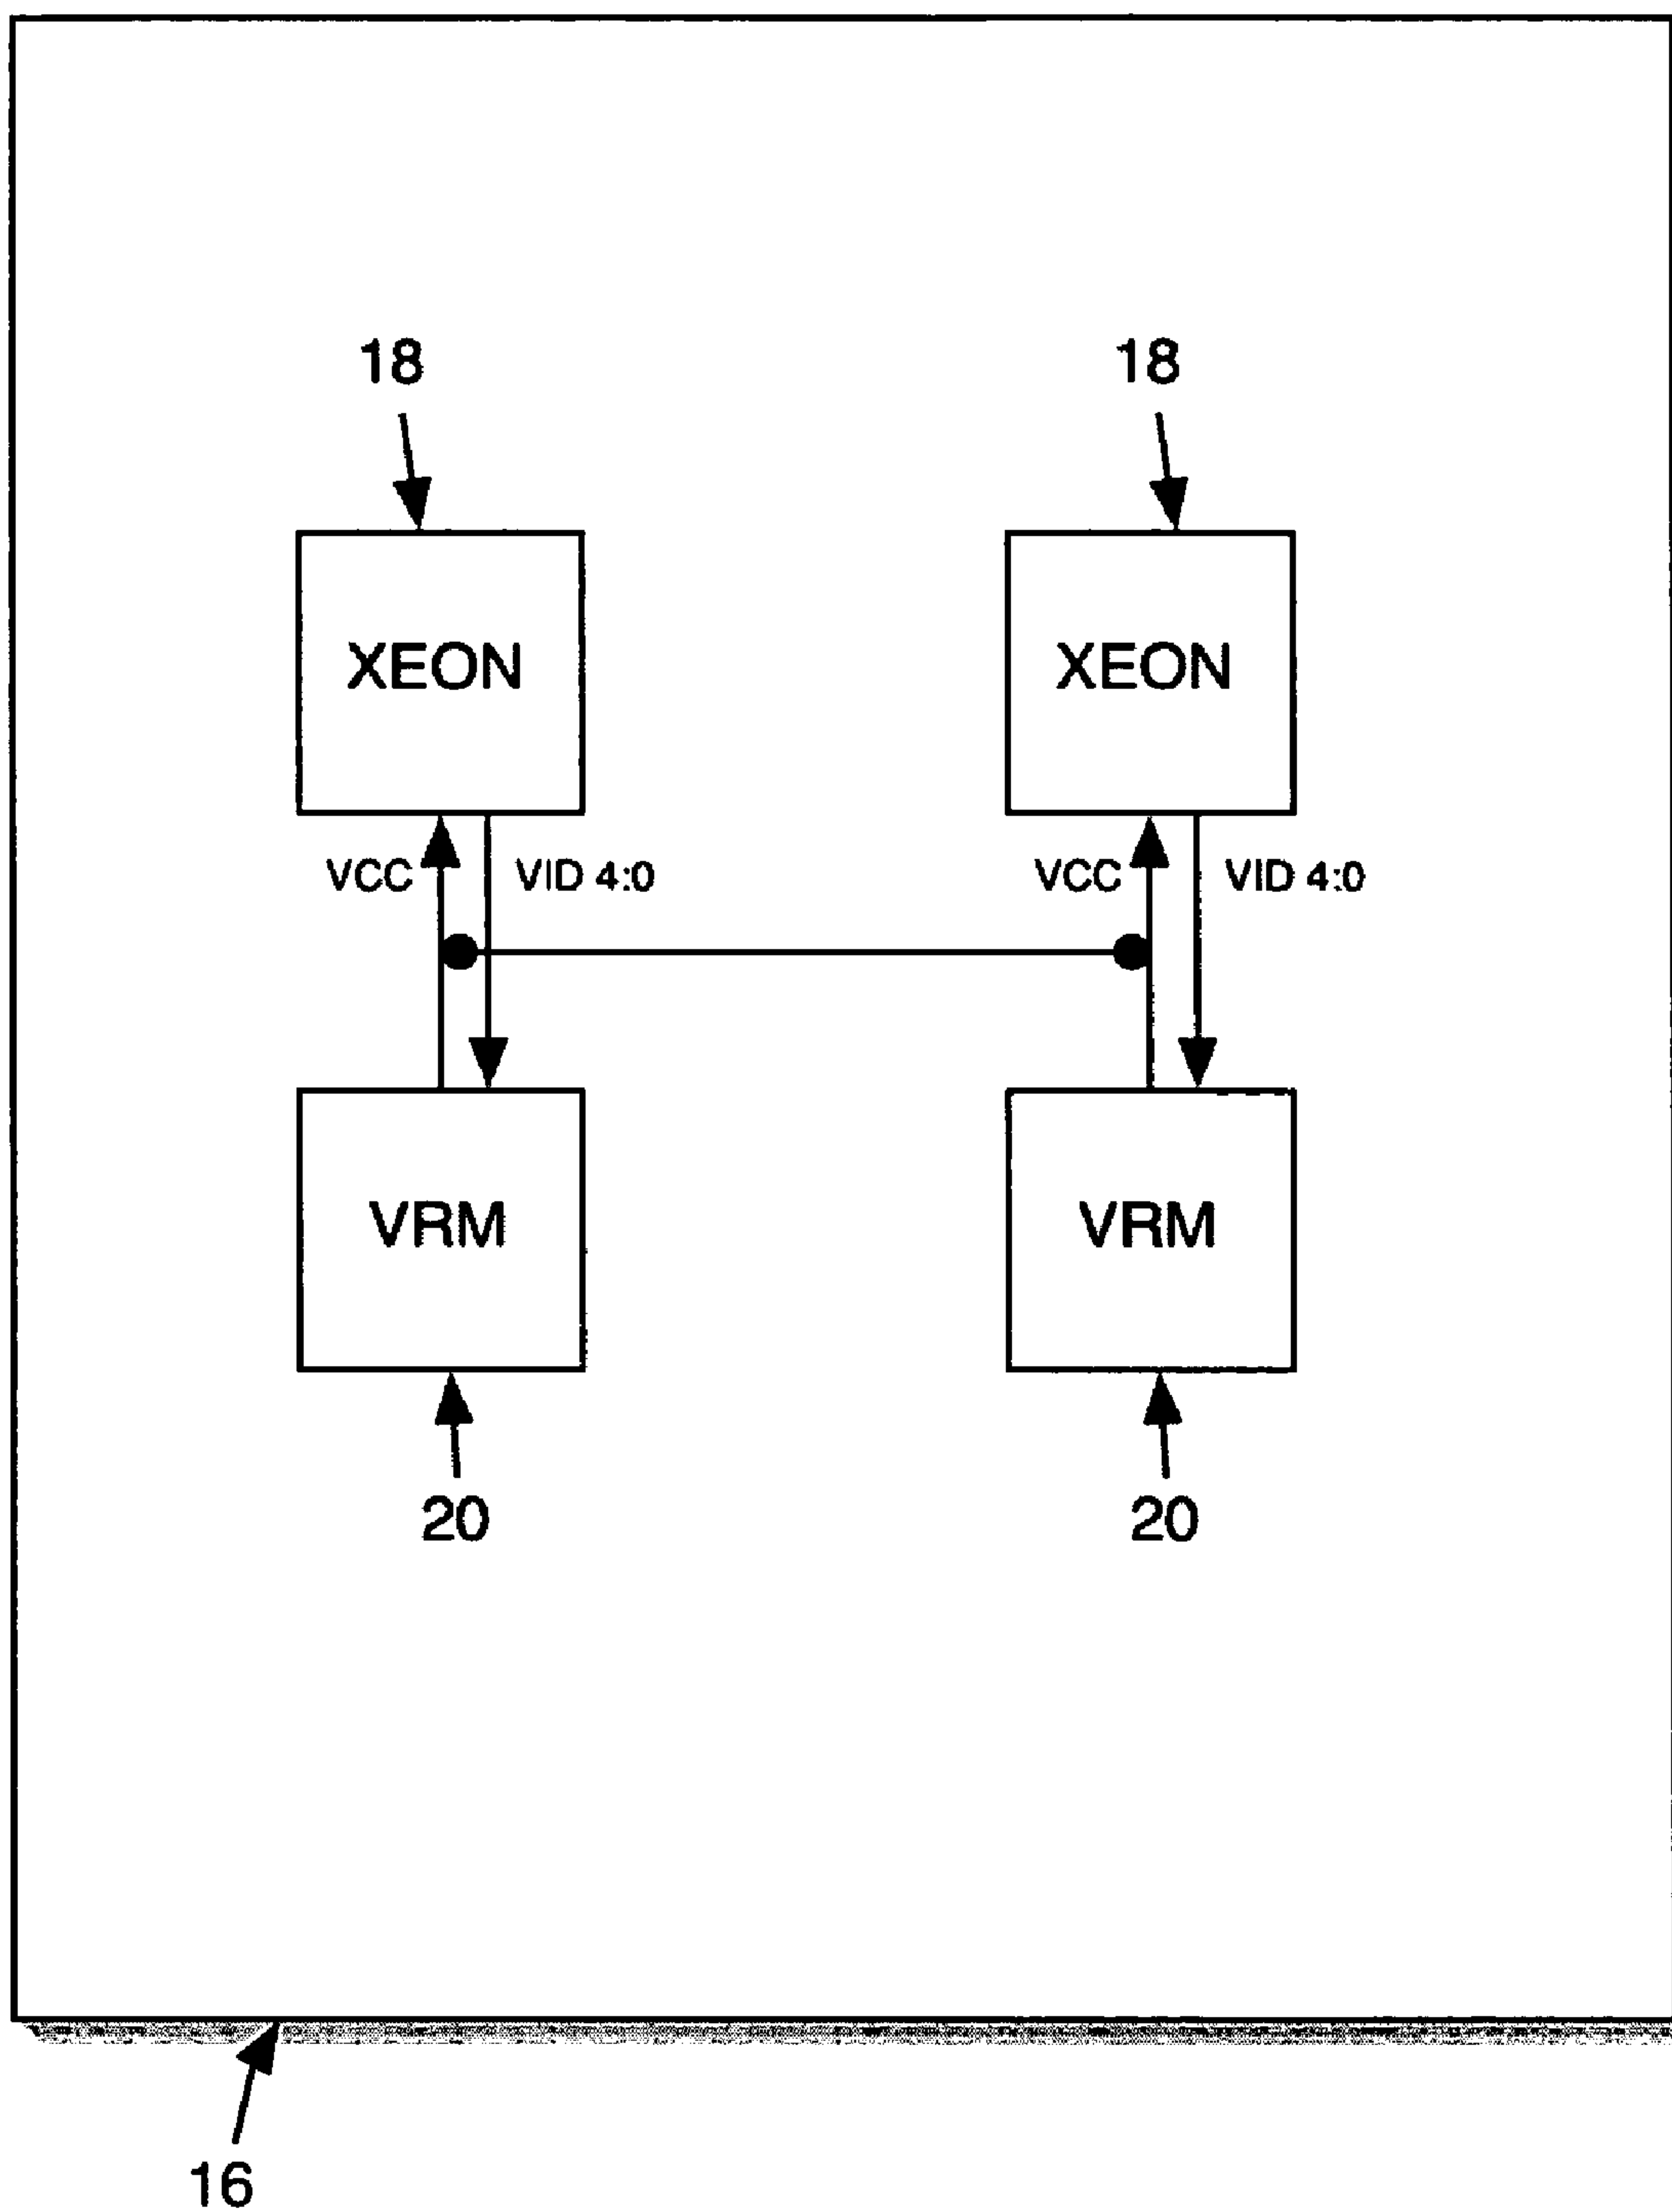 18 18
XEON XEON
VCC VID 4:0 VCC VID 4:0
VRM VRM
20 20
16